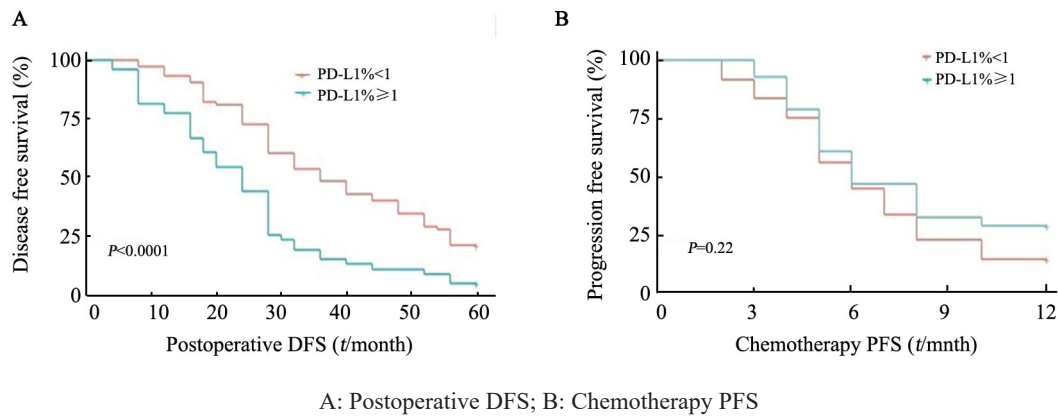 A
Disease free survival (%)
100
75
50
25
0
PD-L1%<1
PD-L1%≥1
P<0.0001
0 10 20 30 40 50 60
Postoperative DFS (t/month)
B
Progression free survival (%)
100
75
50
25
0
PD-L1%<1
PD-L1%≥1
P=0.22
0 3 6 9 12
Chemotherapy PFS (t/mnth)
A: Postoperative DFS; B: Chemotherapy PFS